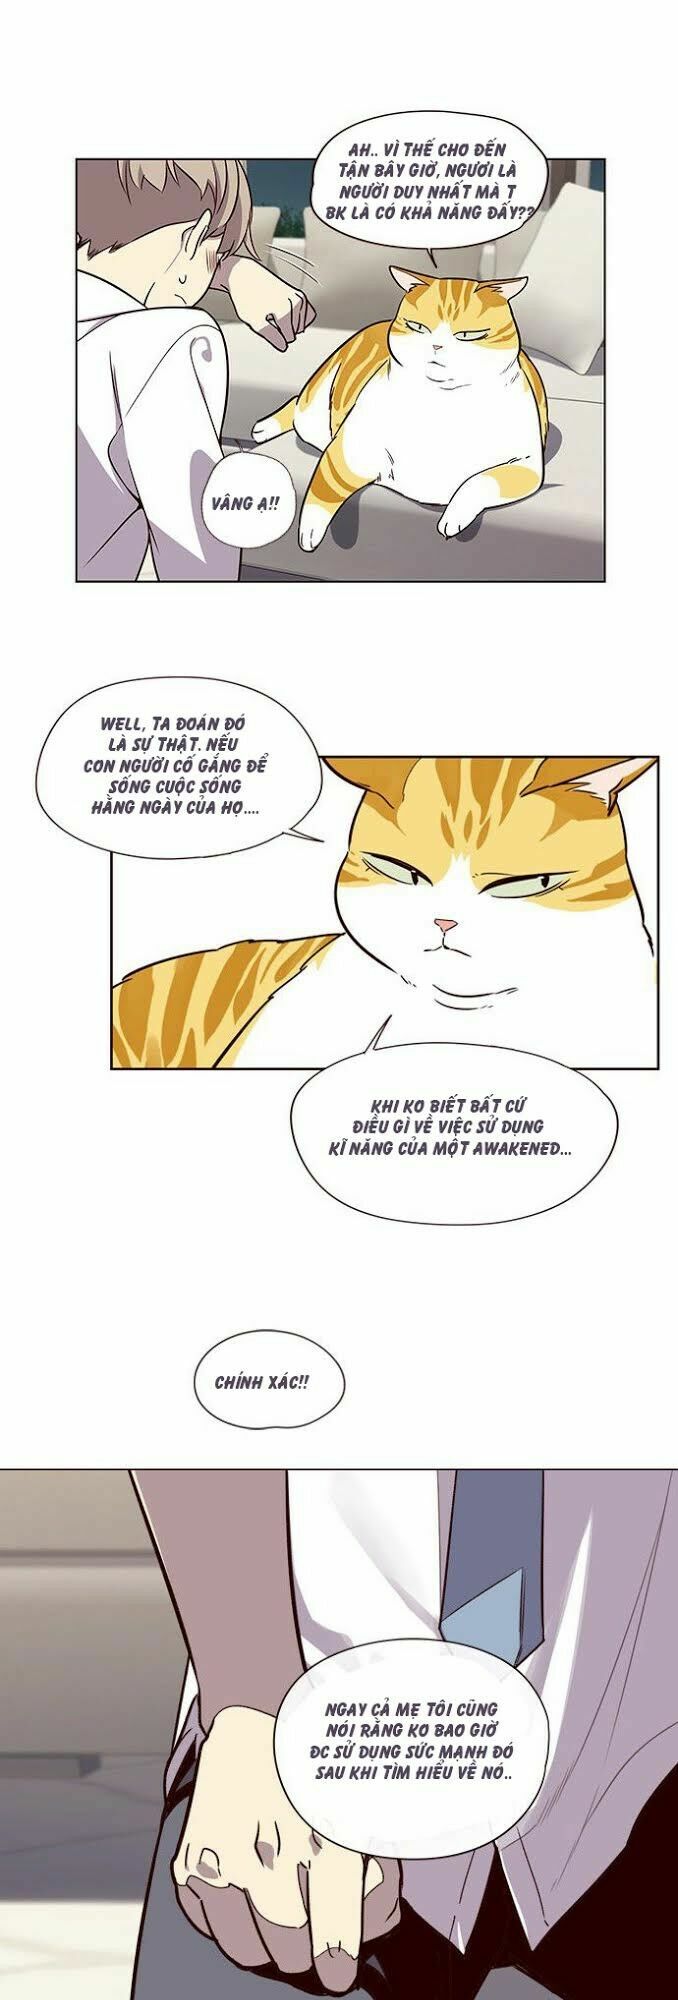 AH.. VÌ THẾ CHO ĐẾN
TẬN BÂY GIỜ, NGƯƠI LÀ
NGƯỜI DUY NHẤT MÀ T
BK LÀ CÓ KHẢ NĂNG ĐẤY??
VÂNG Ạ!!
WELL, TA ĐOÁN ĐÓ
LÀ SỰ THẬT. NẾU
CON NGƯỜI CỐ GẮNG ĐỂ
SỐNG CUỘC SỐNG
HẰNG NGÀY CỦA HỌ....
KHI KO BIẾT BẤT CỨ
ĐIỀU GÌ VỀ VIỆC SỬ DỤNG
KĨ NĂNG CỦA MỘT AWAKENED...
CHÍNH XÁC!!
NGAY CẢ MẸ TÔI CŨNG
NÓI RẰNG KO BAO GIỜ
ĐC SỬ DỤNG SỨC MẠNH ĐÓ
SAU KHI TÌM HIỂU VỀ NÓ..